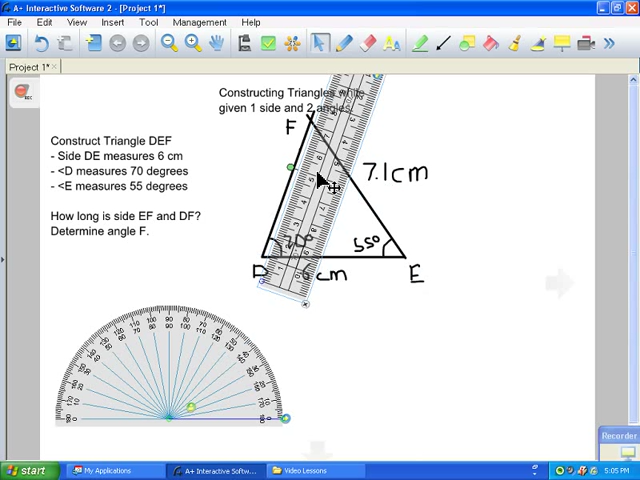 A+ Interactive Software 2 - [Project 1*]
File Edit View Insert Tool Management Help
Project 1*
REC
Constructing Triangles while
given 1 side and 2 angles.
F
Construct Triangle DEF
- Side DE measures 6 cm
- <D measures 70 degrees
- <E measures 55 degrees
7.1cm
How long is side EF and DF?
Determine angle F.
70°
55°
D
6 cm
E
Recorder
start
My Applications
A+ Interactive Softw...
Video Lessons
5:05 PM